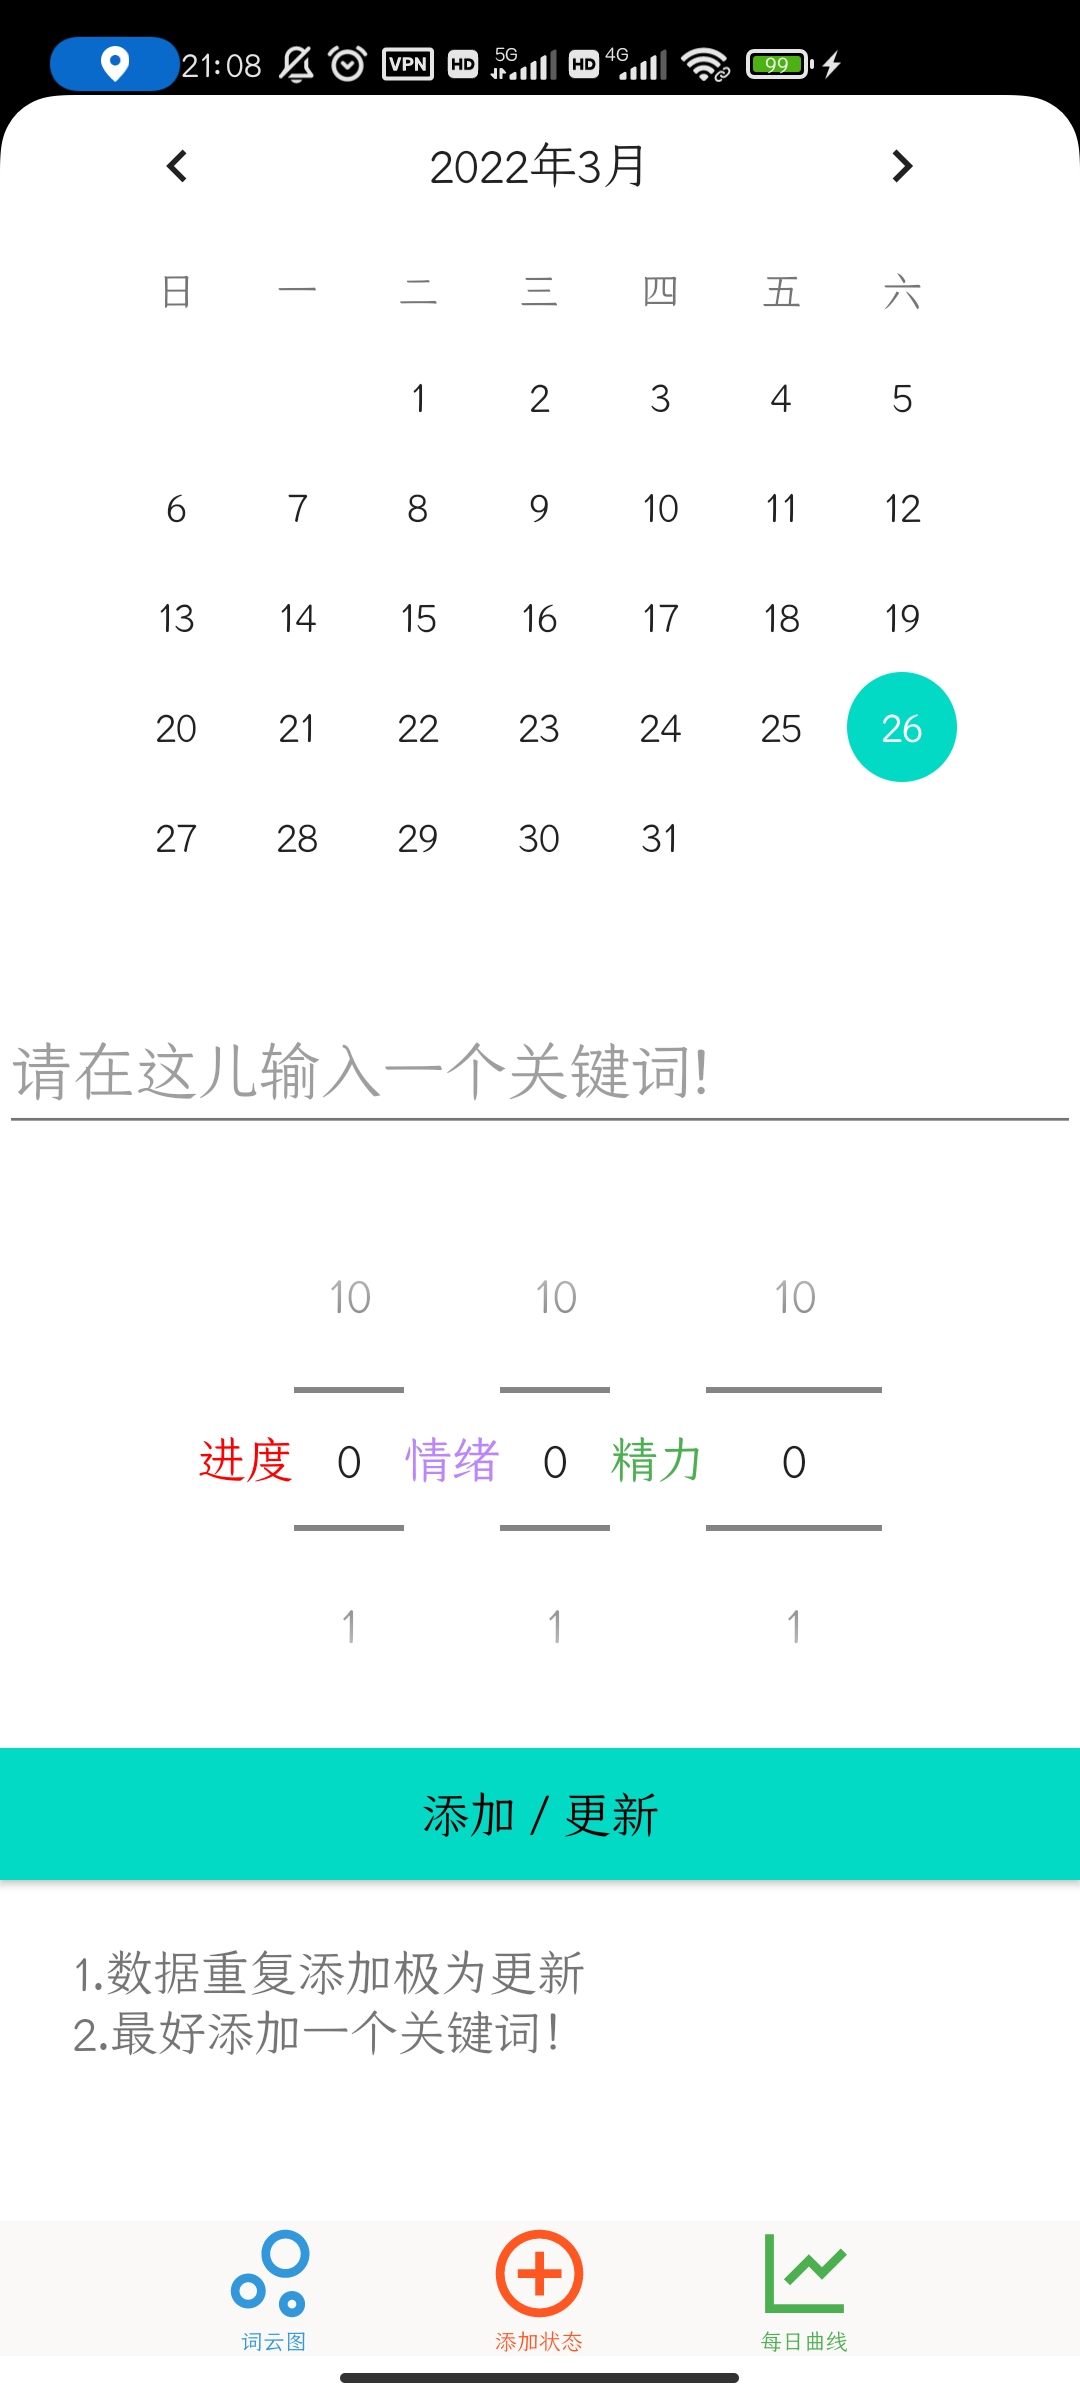 21:08 VPN HD 5G HD 4G 99
2022年3月
日 一 二 三 四 五 六
1 2 3 4 5
6 7 8 9 10 11 12
13 14 15 16 17 18 19
20 21 22 23 24 25 26
27 28 29 30 31
请在这儿输入一个关键词!
10 10 10
进度 0 情绪 0 精力 0
1 1 1
添加 / 更新
1.数据重复添加极为更新
2.最好添加一个关键词!
词云图 添加状态 每日曲线